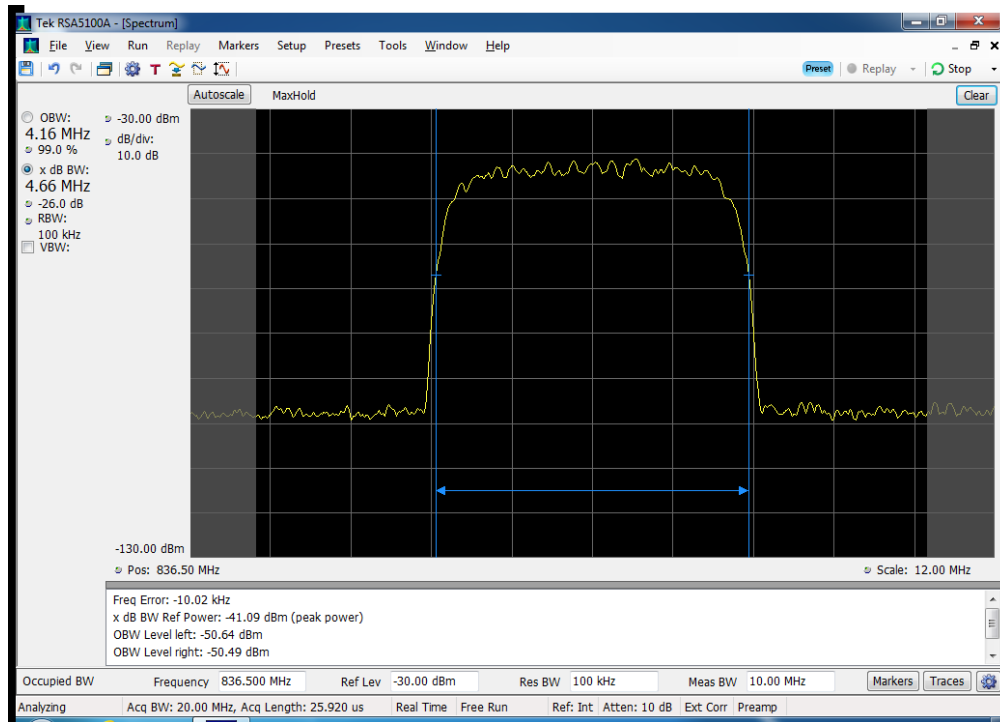 Tek RSA5100A - [Spectrum]
File View Run Replay Markers Setup Presets Tools Window Help
T
Preset Replay Stop
Autoscale MaxHold Clear
OBW:
4.16 MHz
99.0 %
x dB BW:
4.66 MHz
-26.0 dB
RBW:
100 kHz
VBW:
-30.00 dBm
dB/div:
10.0 dB
-130.00 dBm
Pos: 836.50 MHz Scale: 12.00 MHz
Freq Error: -10.02 kHz
x dB BW Ref Power: -41.09 dBm (peak power)
OBW Level left: -50.64 dBm
OBW Level right: -50.49 dBm
Occupied BW Frequency 836.500 MHz Ref Lev -30.00 dBm Res BW 100 kHz Meas BW 10.00 MHz Markers Traces
Analyzing Acq BW: 20.00 MHz, Acq Length: 25.920 us Real Time Free Run Ref: Int Atten: 10 dB Ext Corr Preamp